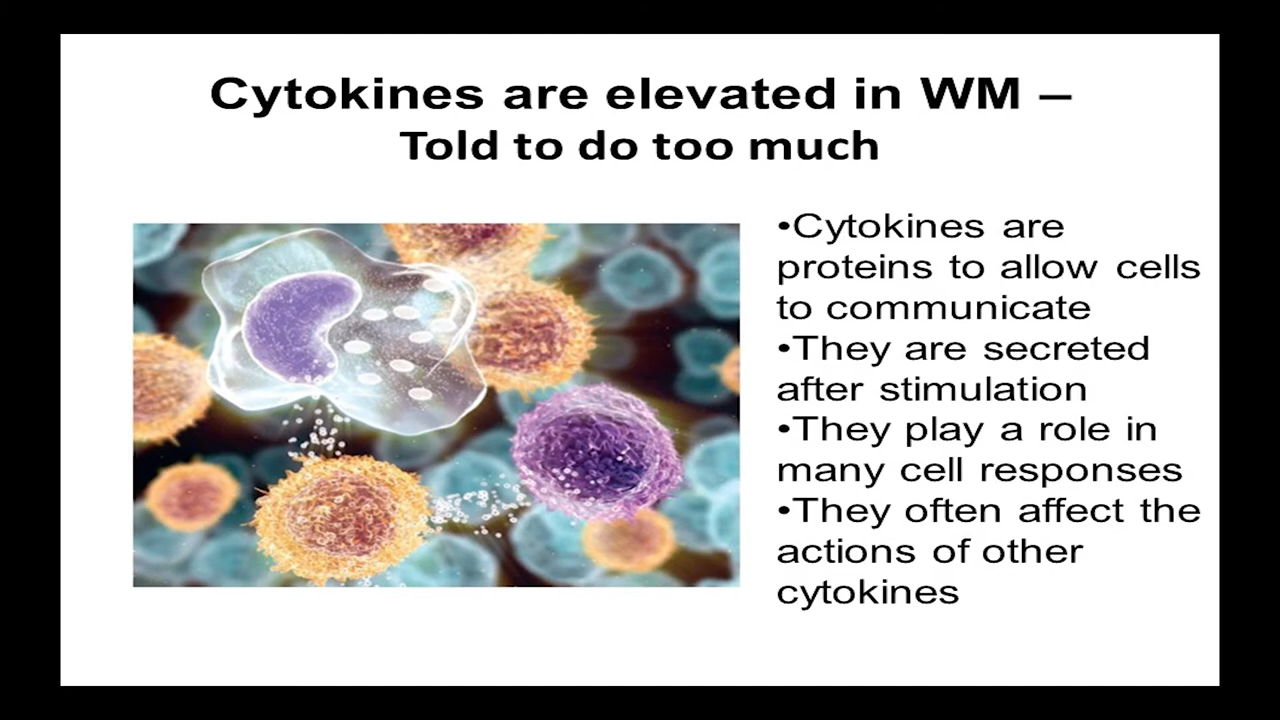 Cytokines are elevated in WM –
Told to do too much
•Cytokines are
proteins to allow cells
to communicate
•They are secreted
after stimulation
•They play a role in
many cell responses
•They often affect the
actions of other
cytokines